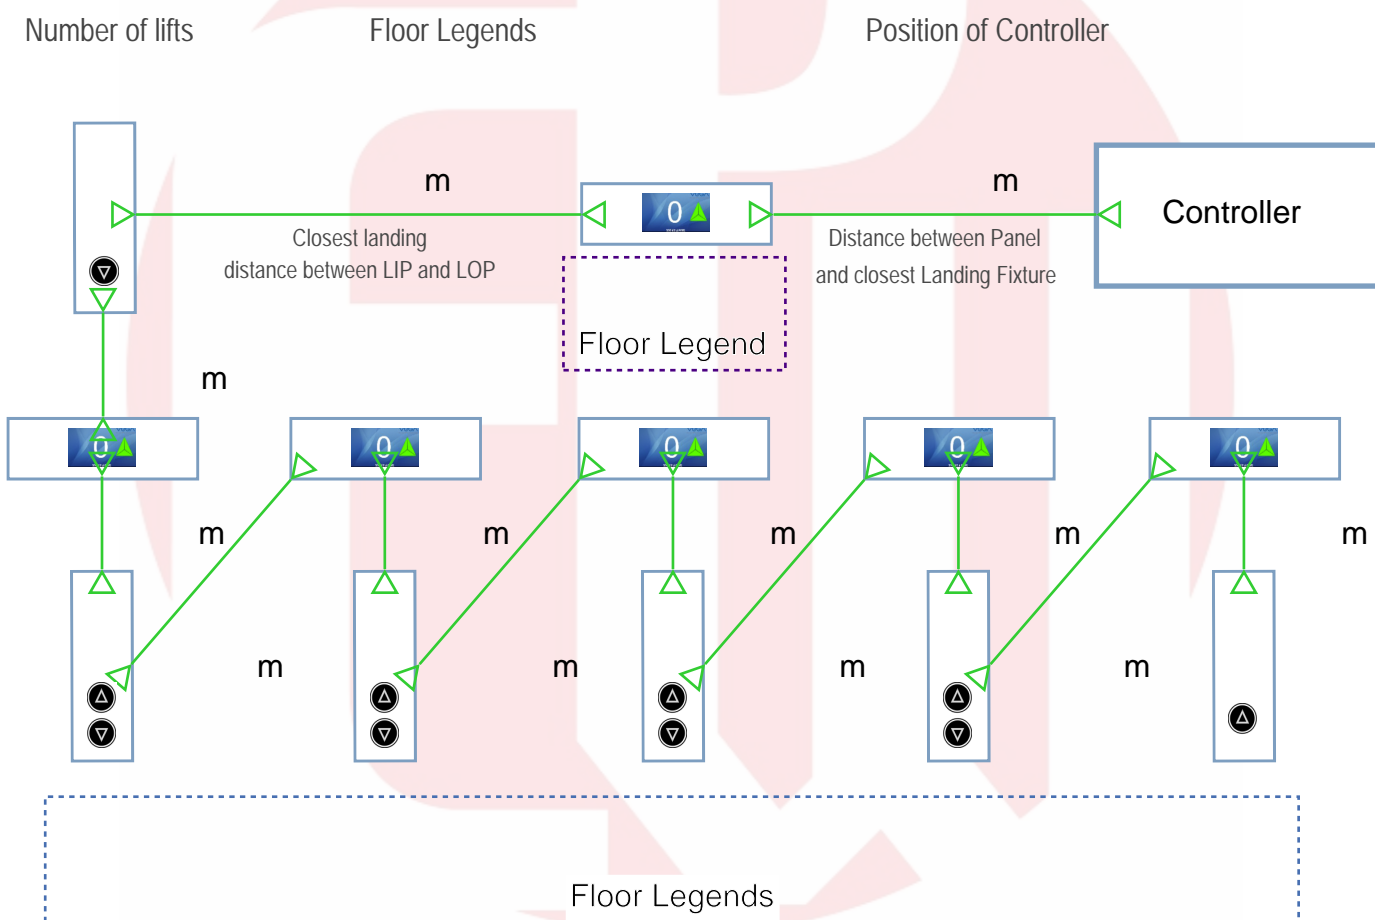 Number of lifts
Floor Legends
Position of Controller
m
m
0
Controller
Closest landing
distance between LIP and LOP
Distance between Panel
and closest Landing Fixture
Floor Legend
m
0
0
0
0
0
m
m
m
m
m
m
m
m
m
Floor Legends